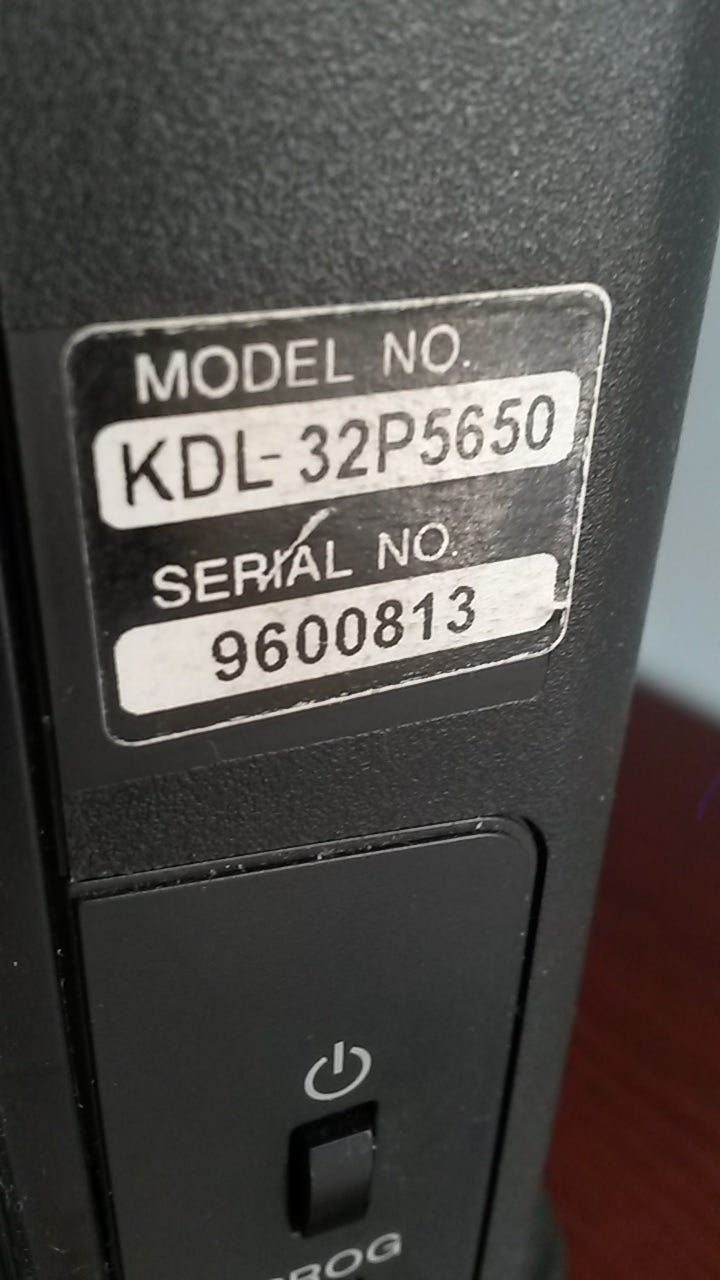 MODEL NO.
KDL-32P5650
SERIAL NO.
9600813